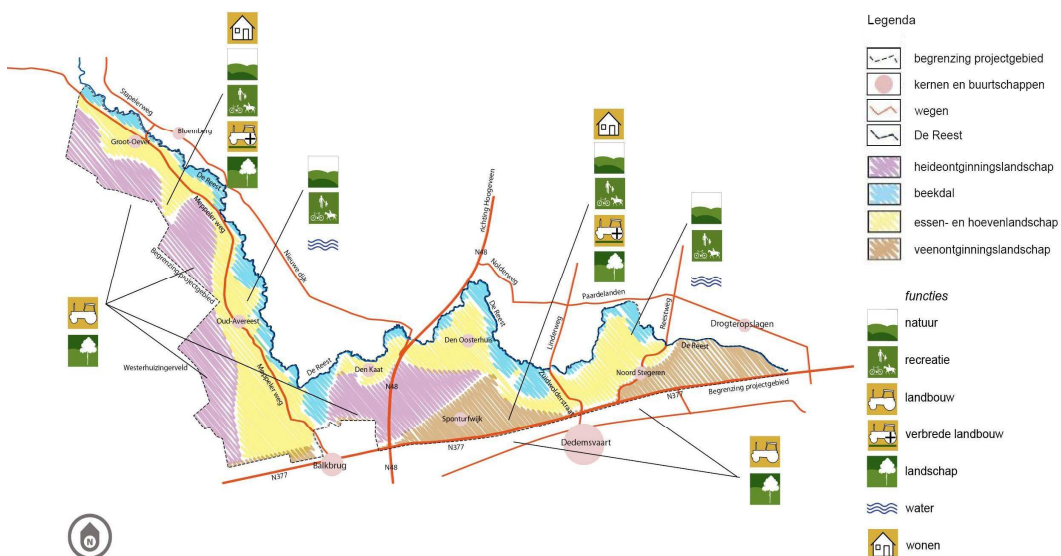 Stapelerweg
Bloemberg
Groot-Oever
De Reest
Meppeler weg
Begrenzing projectgebied
Nieuwe dijk
Oud-Avereest
Westerhuizingerveld
Meppeler weg
De Reest
Den Kaat
N48
Balkbrug
N377
N48
N377
richting Hoogeveen
N48
Nolderweg
De Reest
Den Oosterhuis
Sponturfwijk
Zuidwolderstraat
Linderweg
Paardelanden
Reestweg
Drogteropslagen
De Reest
Noord Stegeren
N377
Begrenzing projectgebied
Dedemsvaart
N
Legenda
begrenzing projectgebied
kernen en buurtschappen
wegen
De Reest
heideontginningslandschap
beekdal
essen- en hoevenlandschap
veenontginningslandschap
functies
natuur
recreatie
landbouw
verbrede landbouw
landschap
water
wonen